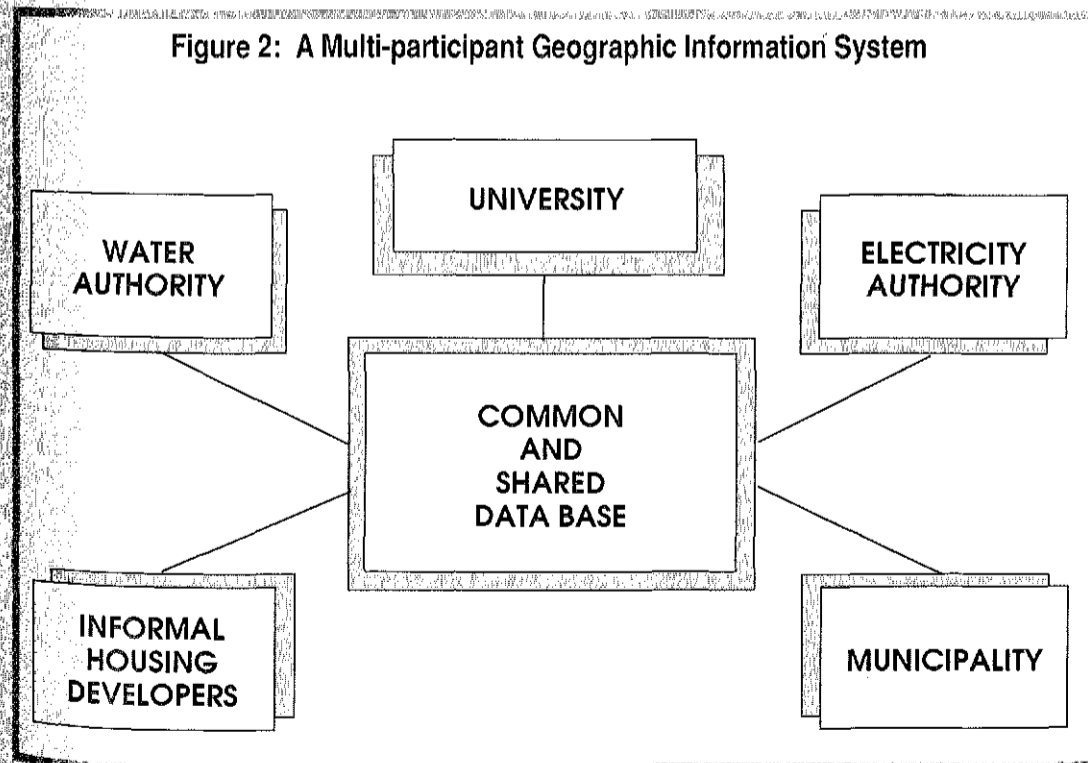 Figure 2: A Multi-participant Geographic Information System
UNIVERSITY
WATER
AUTHORITY
ELECTRICITY
AUTHORITY
COMMON
AND
SHARED
DATA BASE
INFORMAL
HOUSING
DEVELOPERS
MUNICIPALITY